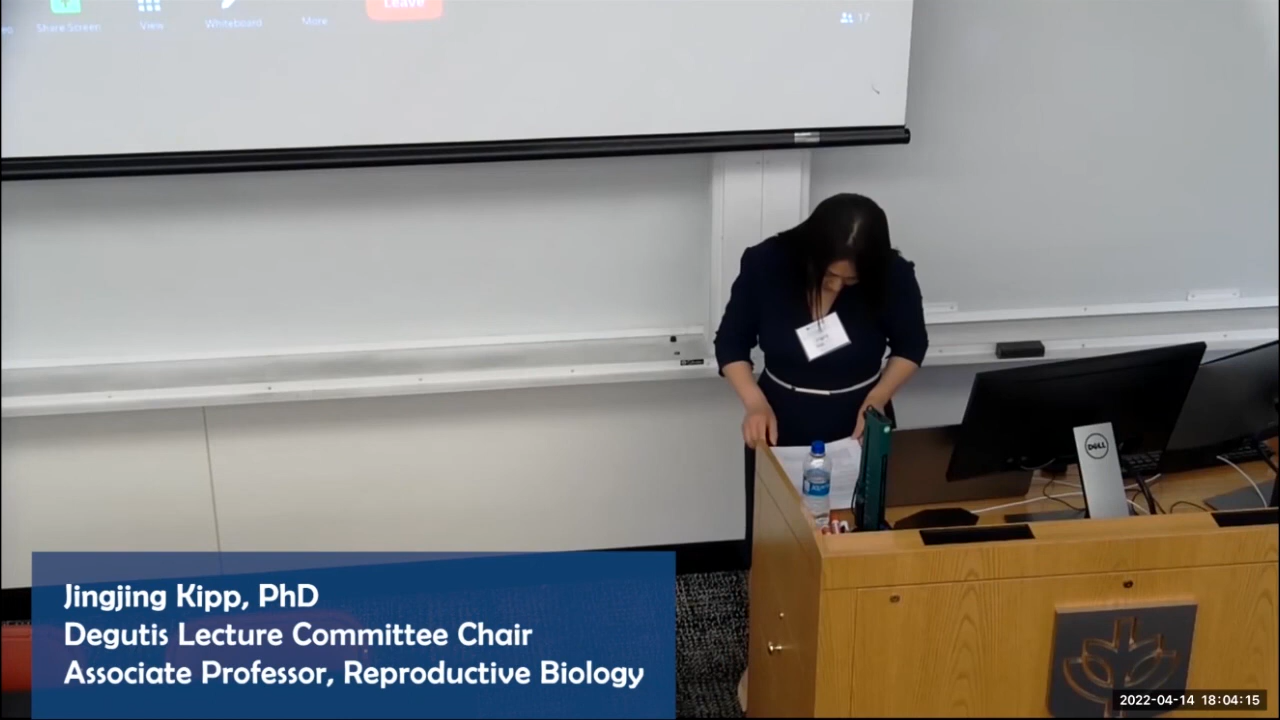 Share Screen
View
Whiteboard
More
Leave
17
DELL
Jingjing Kipp, PhD
Degutis Lecture Committee Chair
Associate Professor, Reproductive Biology
2022-04-14 18:04:15